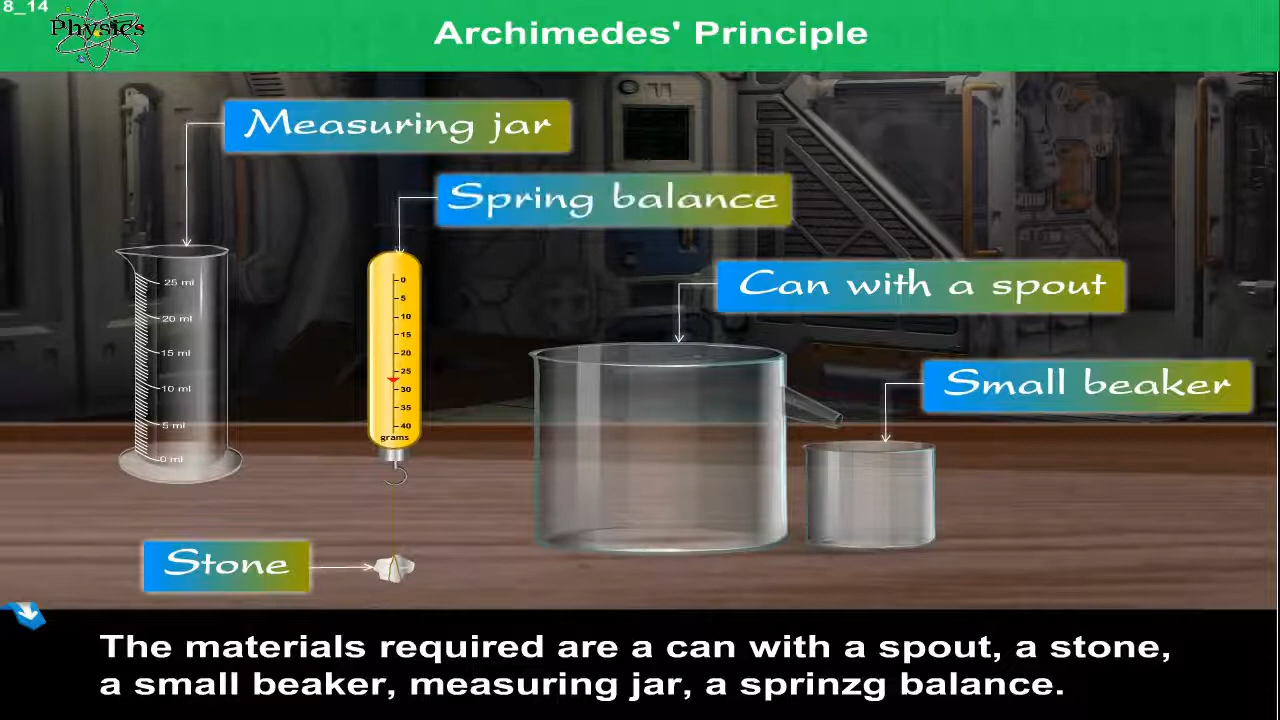 8_14
Physics
Archimedes' Principle
Measuring jar
Spring balance
Can with a spout
Small beaker
25 ml
20 ml
15 ml
10 ml
5 ml
0 ml
0
5
10
15
20
25
30
35
40
grams
Stone
The materials required are a can with a spout, a stone,
a small beaker, measuring jar, a sprinzg balance.